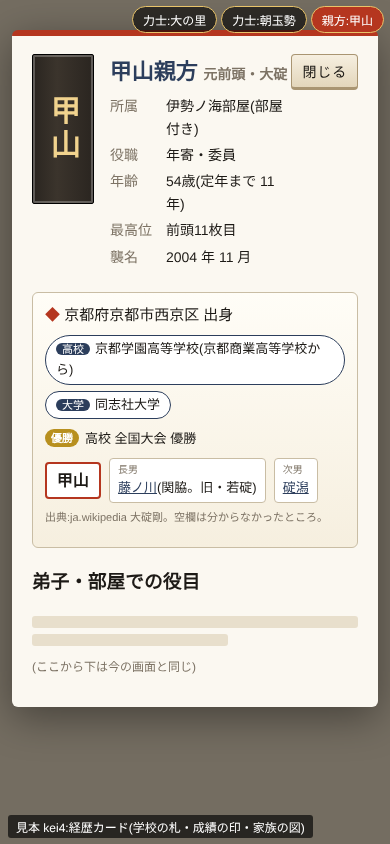 力士:大の里 力士:朝玉勢 親方:甲山
甲山
甲山親方 元前頭・大碇 閉じる
所属 伊勢ノ海部屋(部屋
付き)
役職 年寄・委員
年齢 54歳(定年まで 11
年)
最高位 前頭11枚目
襲名 2004 年 11 月
◆ 京都府京都市西京区 出身
高校 京都学園高等学校(京都商業高等学校か
ら)
大学 同志社大学
優勝 高校 全国大会 優勝
甲山
長男
藤ノ川(関脇。旧・若碇)
次男
碇潟
出典:ja.wikipedia 大碇剛。空欄は分からなかったところ。
弟子・部屋での役目
(ここから下は今の画面と同じ)
見本 kei4:経歴カード(学校の札・成績の印・家族の図)